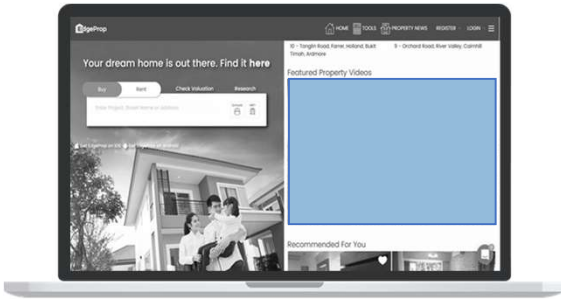 EdgeProp
HOME TOOLS PROPERTY NEWS REGISTER LOGIN
Your dream home is out there. Find it here
Buy Rent Check Valuation Research
10 - Tanglin Road, Farrer, Holland, Bukit
Timah, Ardmore
9 - Orchard Road, River Valley, Cairnhill
Featured Property Videos
Recommended For You